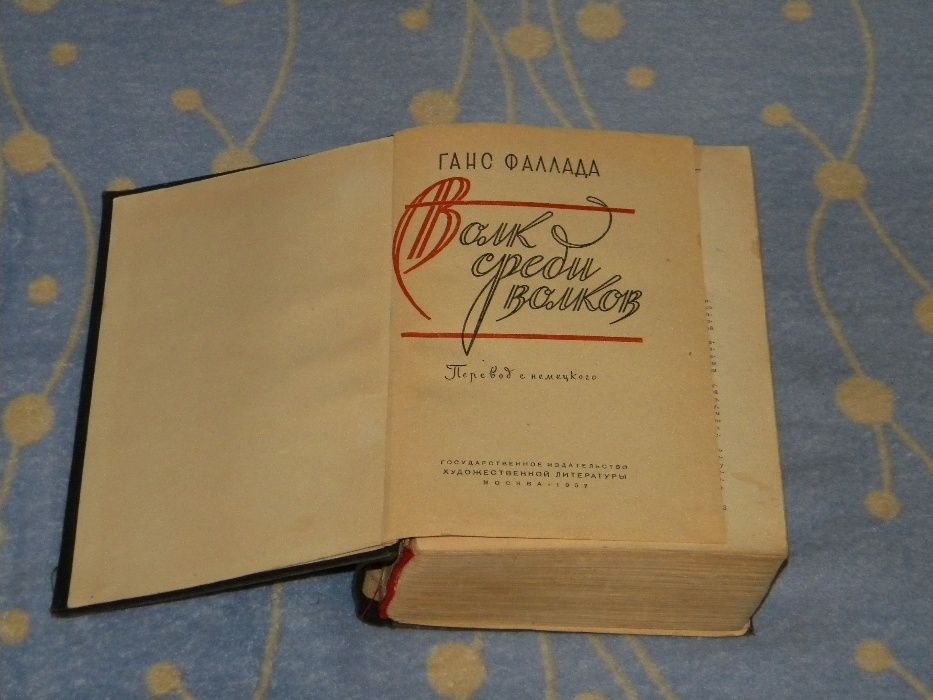 ГАНС ФАЛЛАДА
Волк
среди
волков
Перевод с немецкого
ГОСУДАРСТВЕННОЕ ИЗДАТЕЛЬСТВО
ХУДОЖЕСТВЕННОЙ ЛИТЕРАТУРЫ
МОСКВА - 1957